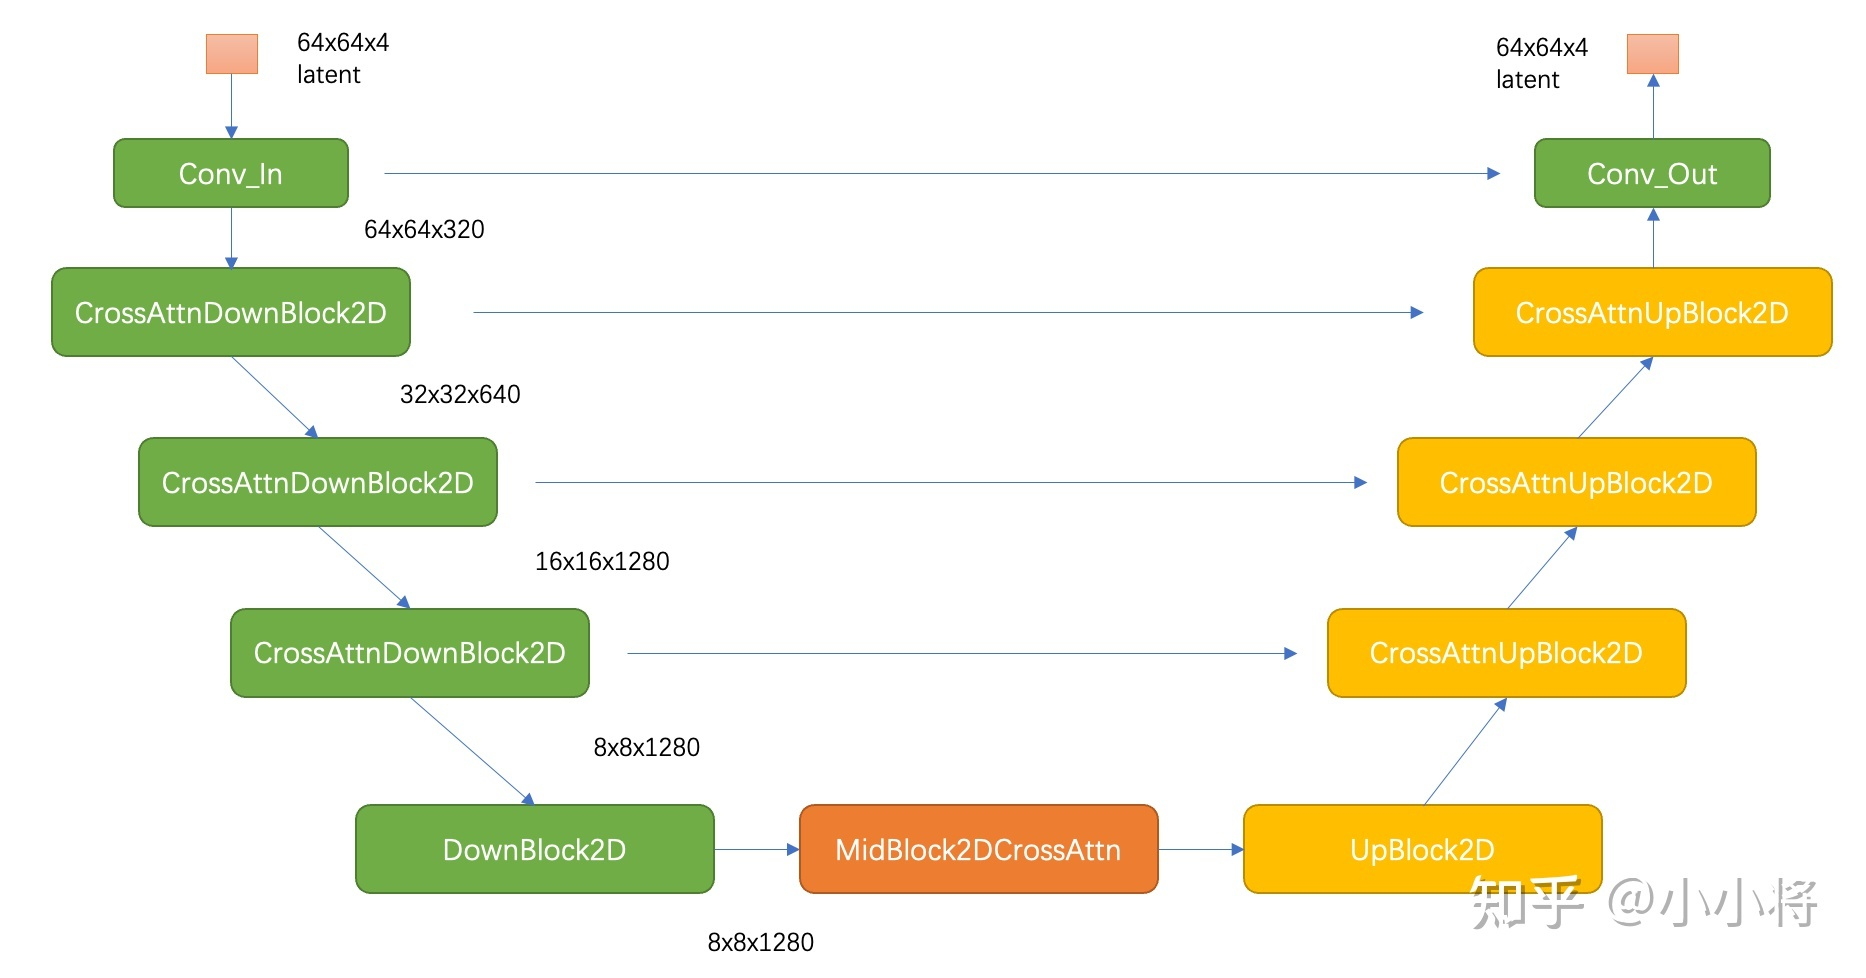 64x64x4
latent
64x64x4
latent
Conv_In
Conv_Out
64x64x320
CrossAttnDownBlock2D
CrossAttnUpBlock2D
32x32x640
CrossAttnDownBlock2D
CrossAttnUpBlock2D
16x16x1280
CrossAttnDownBlock2D
CrossAttnUpBlock2D
8x8x1280
DownBlock2D
MidBlock2DCrossAttn
UpBlock2D
知乎 @小小将
8x8x1280